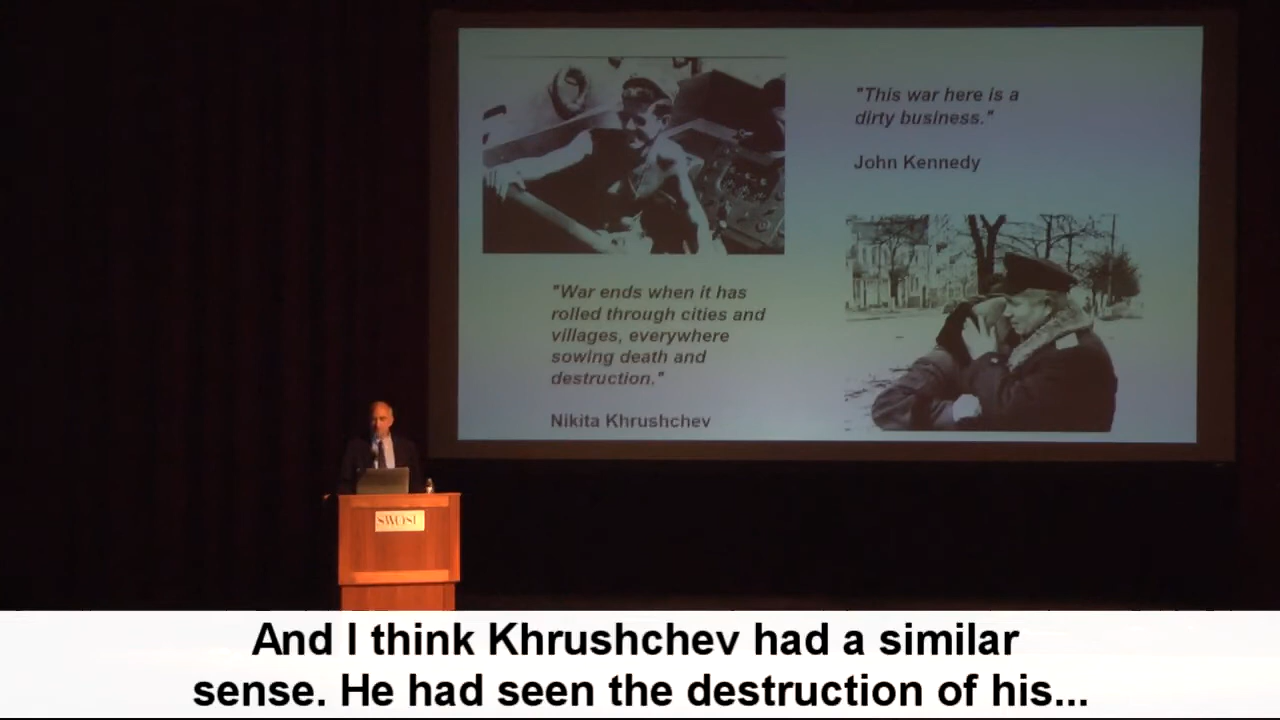 "This war here is a
dirty business."
John Kennedy
"War ends when it has
rolled through cities and
villages, everywhere
sowing death and
destruction."
Nikita Khrushchev
SWOSU
And I think Khrushchev had a similar
sense. He had seen the destruction of his...